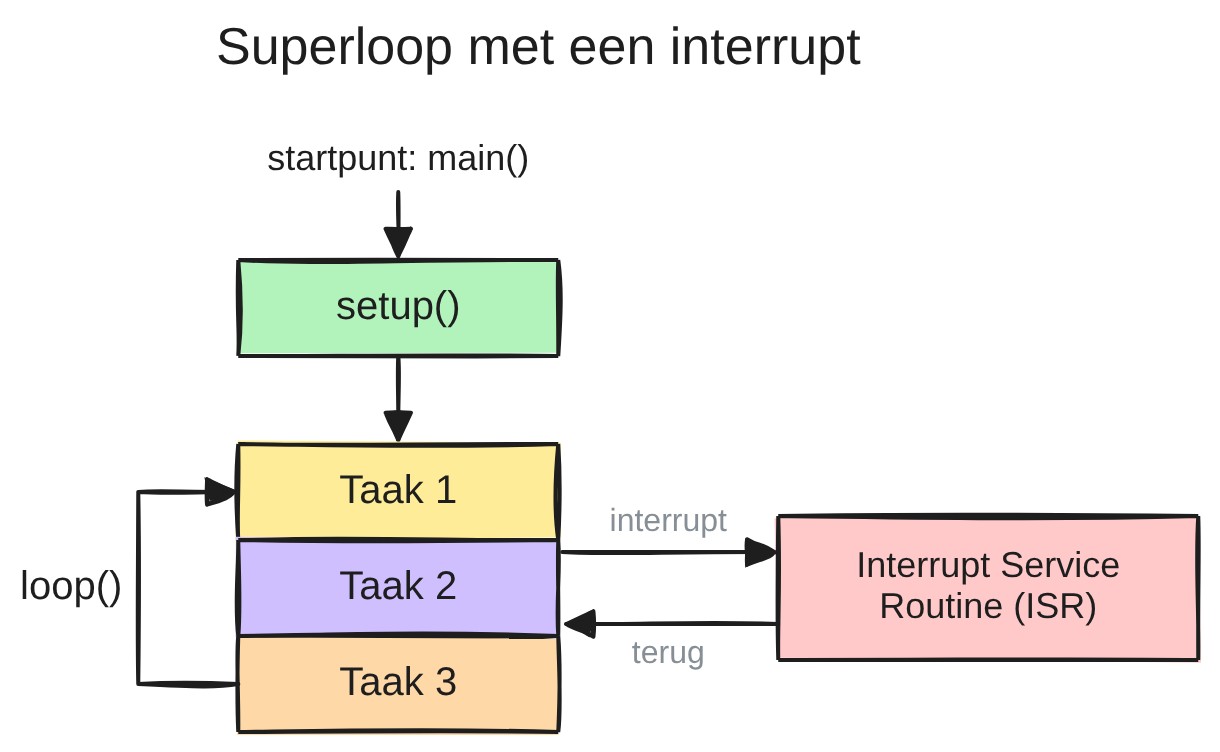 Superloop met een interrupt
startpunt: main()
setup()
Taak 1
interrupt
Interrupt Service
Routine (ISR)
loop()
Taak 2
terug
Taak 3